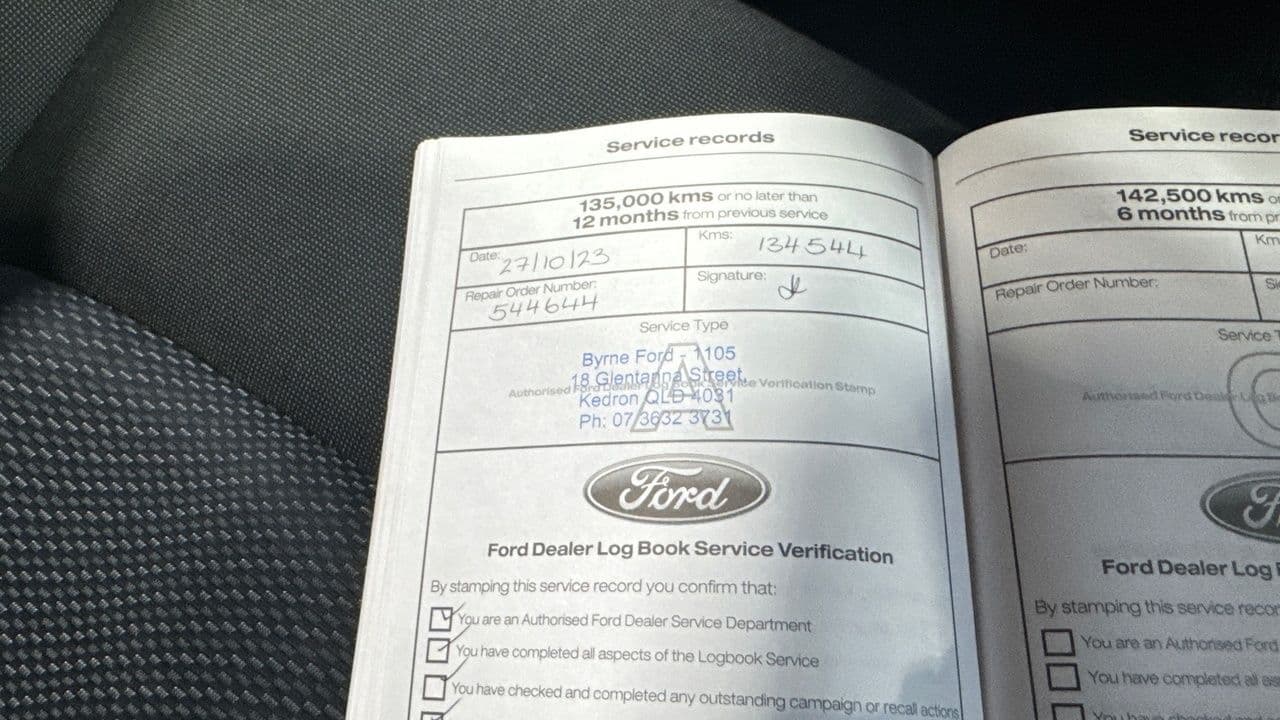 Service records
135,000 kms or no later than
12 months from previous service
Date: 27/10/23
Kms: 134544
Repair Order Number: 544644
Signature:
Service Type
A
Byrne Ford - 1105
18 Glentanna Street,
Authorised Ford Dealer Log Book Service Verification Stamp
Kedron QLD 4031
Ph: 07 3632 3731
Ford
Ford Dealer Log Book Service Verification
By stamping this service record you confirm that:
You are an Authorised Ford Dealer Service Department
You have completed all aspects of the Logbook Service
You have checked and completed any outstanding campaign or recall actions
Service recor
142,500 kms o
6 months from pr
Date:
Km
Repair Order Number:
Si
Service T
Authorised Ford Dealer Log B
Ford Dealer Log
By stamping this service recor
You are an Authorised Ford
You have completed all as